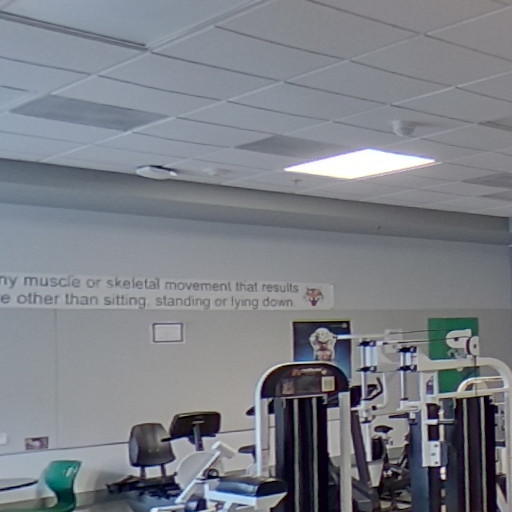 ny muscle or skeletal movement that results
e other than sitting, standing or lying down.